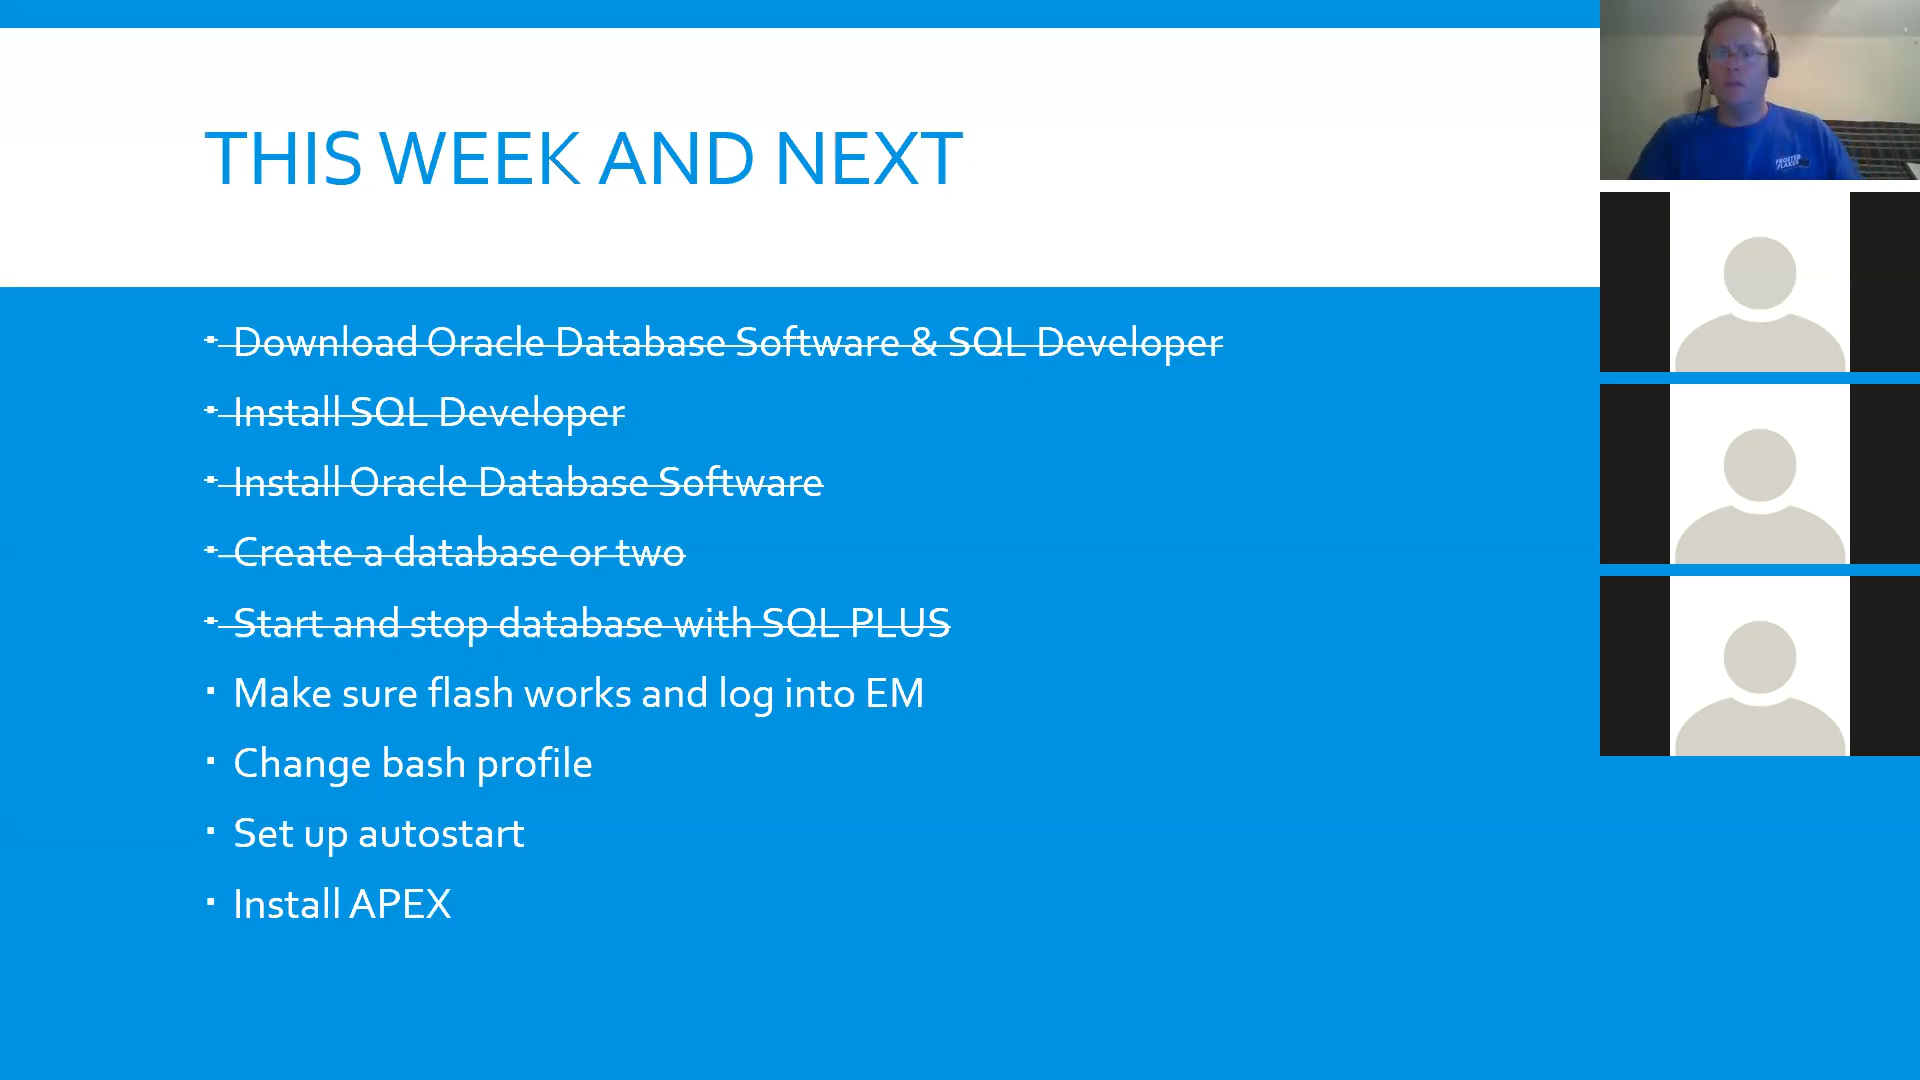 THIS WEEK AND NEXT
Download Oracle Database Software & SQL Developer
Install SQL Developer
Install Oracle Database Software
Create a database or two
Start and stop database with SQL PLUS
Make sure flash works and log into EM
Change bash profile
Set up autostart
Install APEX
FROSTED
FLAKES